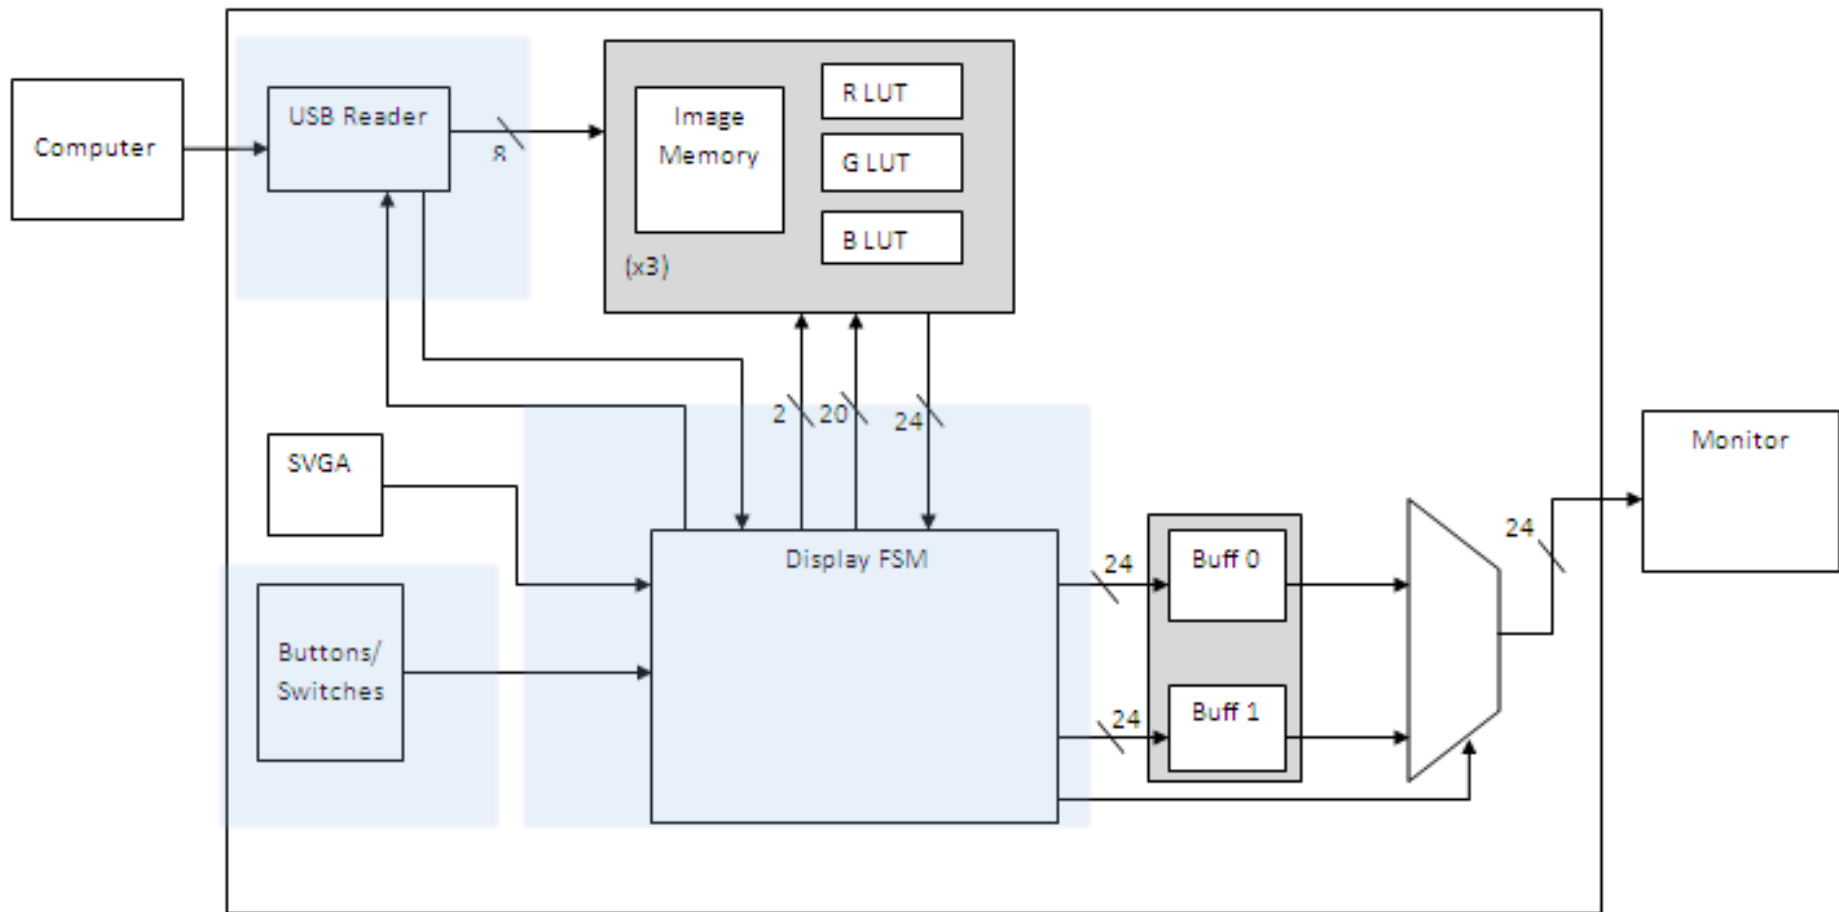 Computer
USB Reader
8
Image
Memory
(x3)
R LUT
G LUT
B LUT
2
20
24
SVGA
Buttons/
Switches
Display FSM
24
24
Buff 0
Buff 1
24
Monitor